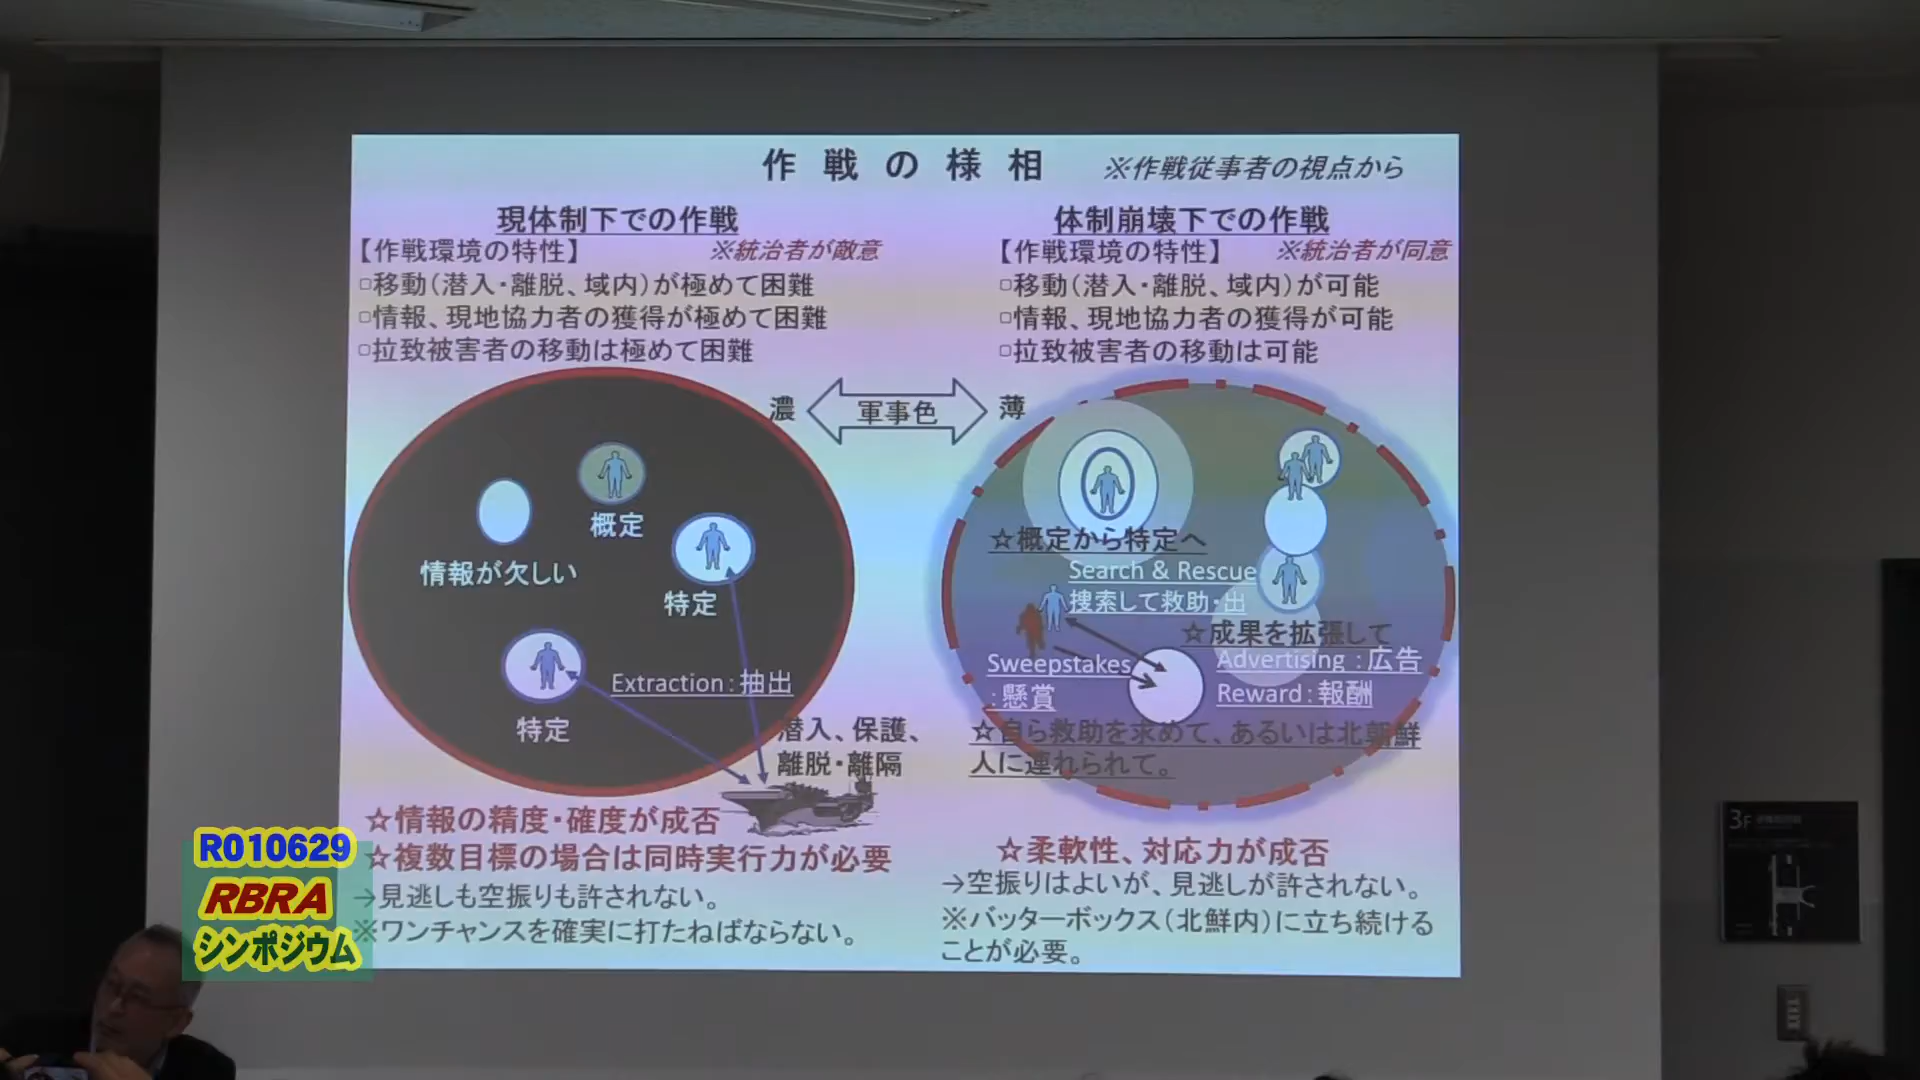 作戦の様相 ※作戦従事者の視点から
現体制下での作戦
【作戦環境の特性】 ※統治者が敵意
▫移動(潜入・離脱、域内)が極めて困難
▫情報、現地協力者の獲得が極めて困難
▫拉致被害者の移動は極めて困難
体制崩壊下での作戦
【作戦環境の特性】 ※統治者が同意
▫移動(潜入・離脱、域内)が可能
▫情報、現地協力者の獲得が可能
▫拉致被害者の移動は可能
濃 軍事色 薄
概定
情報が欠しい
特定
特定
Extraction:抽出
潜入、保護、
離脱・離隔
☆情報の精度・確度が成否
☆複数目標の場合は同時実行力が必要
→見逃しも空振りも許されない。
※ワンチャンスを確実に打たねばならない。
☆概定から特定へ
Search & Rescue
捜索して救助・出
☆成果を拡張して
Advertising:広告
Reward:報酬
Sweepstakes
:懸賞
☆自ら救助を求めて、あるいは北朝鮮
人に連れられて。
☆柔軟性、対応力が成否
→空振りはよいが、見逃しが許されない。
※バッターボックス(北鮮内)に立ち続ける
ことが必要。
R010629
RBRA
シンポジウム
3F